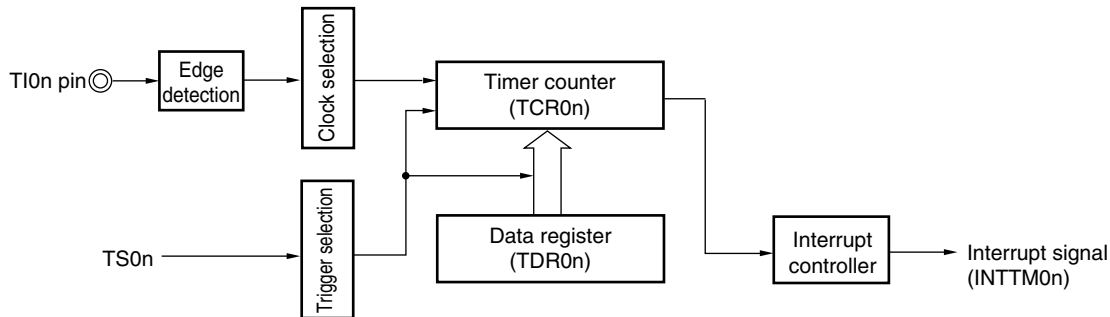 TI0n pin
Edge
detection
Clock selection
Timer counter
(TCR0n)
TS0n
Trigger selection
Data register
(TDR0n)
Interrupt
controller
Interrupt signal
(INTTM0n)